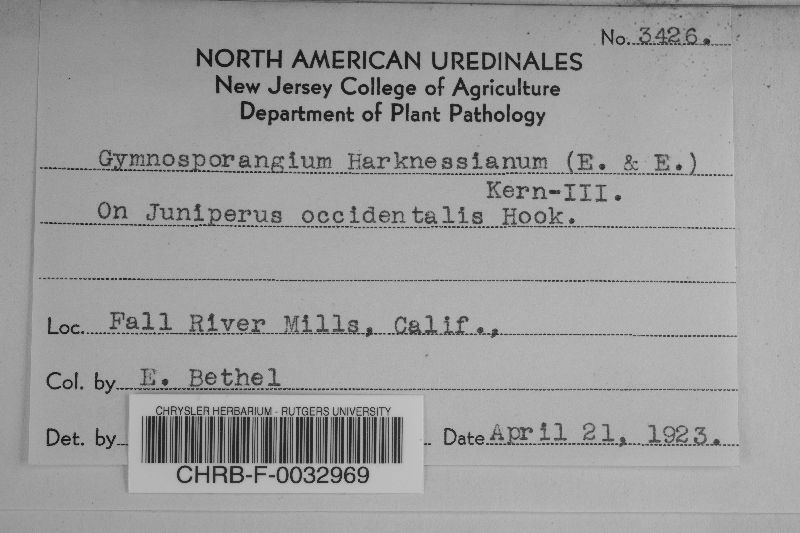 No. 3426.
NORTH AMERICAN UREDINALES
New Jersey College of Agriculture
Department of Plant Pathology
Gymnosporangium Harknessianum (E. & E.)
Kern-III.
On Juniperus occidentalis Hook.
Loc. Fall River Mills, Calif.,
Col. by E. Bethel
Det. by
Date April 21, 1923.
CHRYSLER HERBARIUM - RUTGERS UNIVERSITY
CHRB-F-0032969